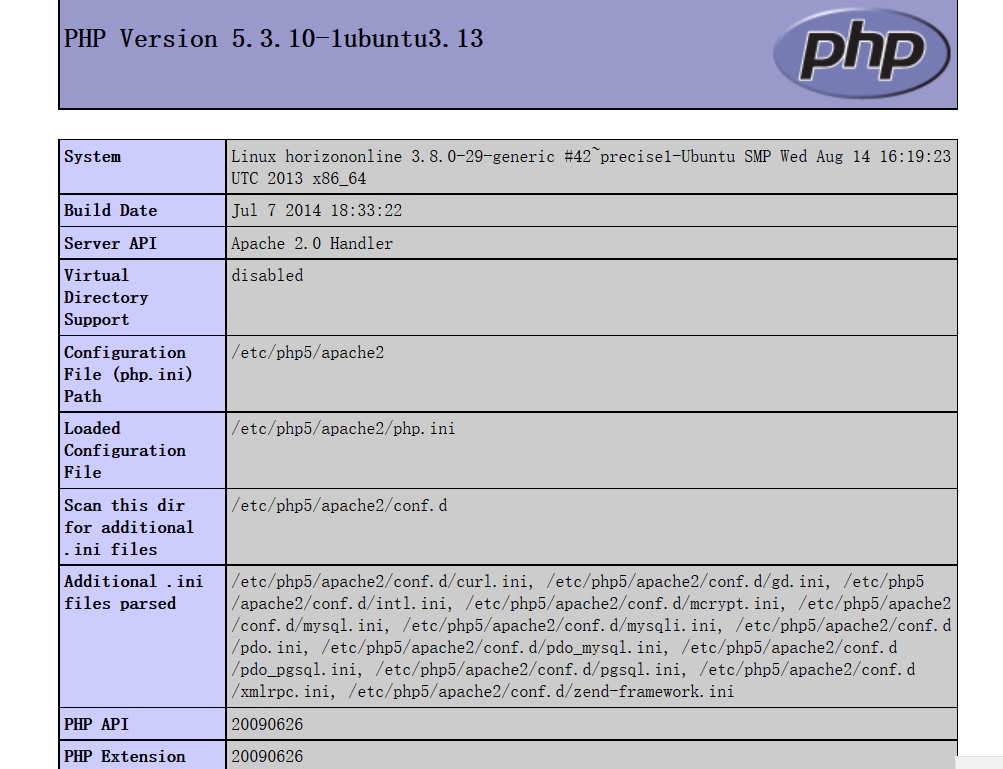 PHP Version 5.3.10-1ubuntu3.13
php
System
Linux horizononline 3.8.0-29-generic #42~precise1-Ubuntu SMP Wed Aug 14 16:19:23
UTC 2013 x86_64
Build Date
Jul 7 2014 18:33:22
Server API
Apache 2.0 Handler
Virtual
Directory
Support
disabled
Configuration
File (php.ini)
Path
/etc/php5/apache2
Loaded
Configuration
File
/etc/php5/apache2/php.ini
Scan this dir
for additional
.ini files
/etc/php5/apache2/conf.d
Additional .ini
files parsed
/etc/php5/apache2/conf.d/curl.ini, /etc/php5/apache2/conf.d/gd.ini, /etc/php5
/apache2/conf.d/intl.ini, /etc/php5/apache2/conf.d/mcrypt.ini, /etc/php5/apache2
/conf.d/mysql.ini, /etc/php5/apache2/conf.d/mysqli.ini, /etc/php5/apache2/conf.d
/pdo.ini, /etc/php5/apache2/conf.d/pdo_mysql.ini, /etc/php5/apache2/conf.d
/pdo_pgsql.ini, /etc/php5/apache2/conf.d/pgsql.ini, /etc/php5/apache2/conf.d
/xmlrpc.ini, /etc/php5/apache2/conf.d/zend-framework.ini
PHP API
20090626
PHP Extension
20090626